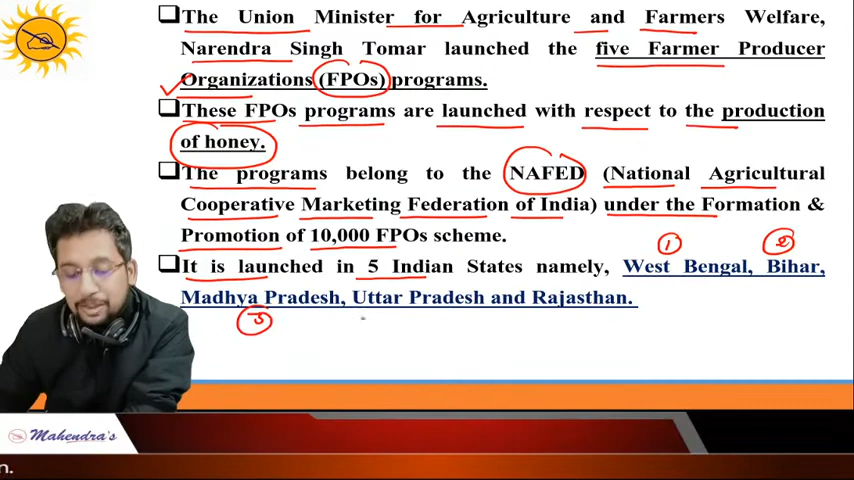 The Union Minister for Agriculture and Farmers Welfare,
Narendra Singh Tomar launched the five Farmer Producer
Organizations (FPOs) programs.
These FPOs programs are launched with respect to the production
of honey.
The programs belong to the NAFED (National Agricultural
Cooperative Marketing Federation of India) under the Formation &
Promotion of 10,000 FPOs scheme.
1 2
It is launched in 5 Indian States namely, West Bengal, Bihar,
Madhya Pradesh, Uttar Pradesh and Rajasthan.
3
Mahendra's
n.